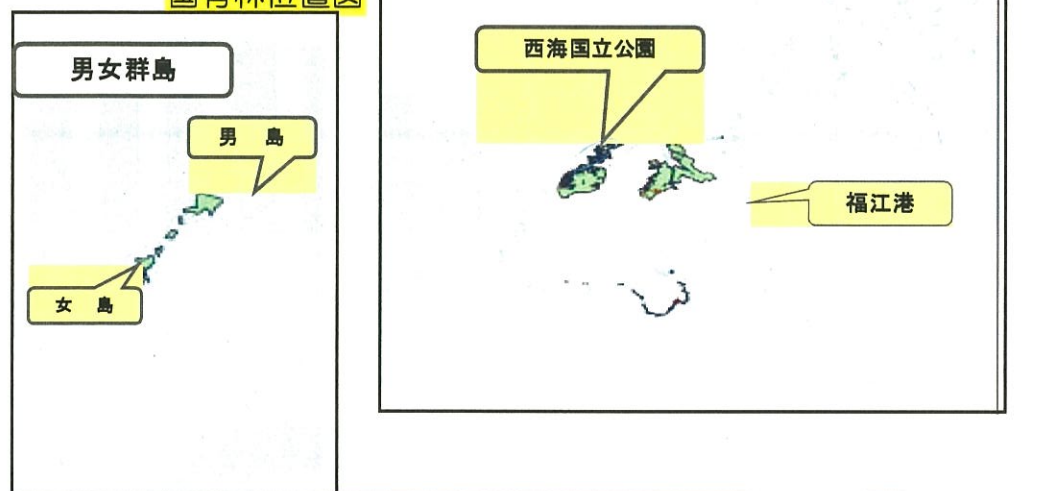 男女群島
男　島
女　島
西海国立公園
福江港